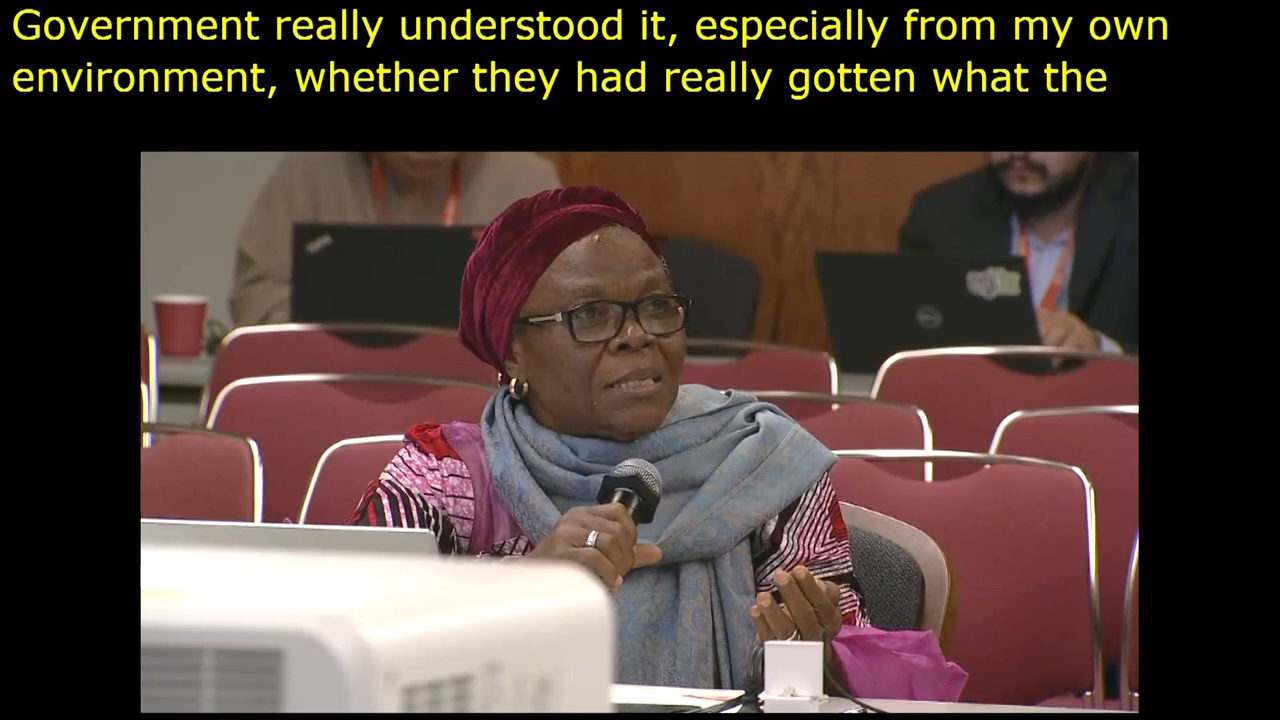 Government really understood it, especially from my own
environment, whether they had really gotten what the